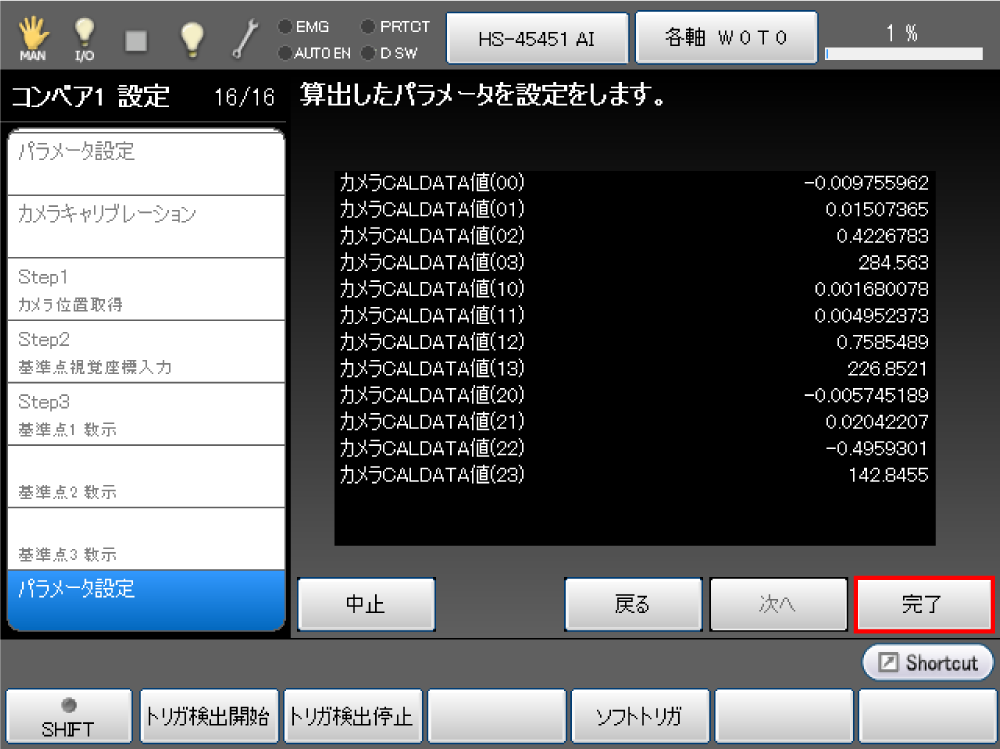 MAN
I/O
EMG
PRTCT
AUTO EN
D SW
HS-45451 AI
各軸 W0T0
1 %
コンベア1 設定 16/16
算出したパラメータを設定をします。
パラメータ設定
カメラキャリブレーション
Step1
カメラ位置取得
Step2
基準点視覚座標入力
Step3
基準点1 教示
基準点2 教示
基準点3 教示
パラメータ設定
カメラCALDATA値(00) -0.009755962
カメラCALDATA値(01) 0.01507365
カメラCALDATA値(02) 0.4226783
カメラCALDATA値(03) 284.563
カメラCALDATA値(10) 0.001680078
カメラCALDATA値(11) 0.004952373
カメラCALDATA値(12) 0.7585489
カメラCALDATA値(13) 226.8521
カメラCALDATA値(20) -0.005745189
カメラCALDATA値(21) 0.02042207
カメラCALDATA値(22) -0.4959301
カメラCALDATA値(23) 142.8455
中止
戻る
次へ
完了
Shortcut
SHIFT
トリガ検出開始
トリガ検出停止
ソフトトリガ